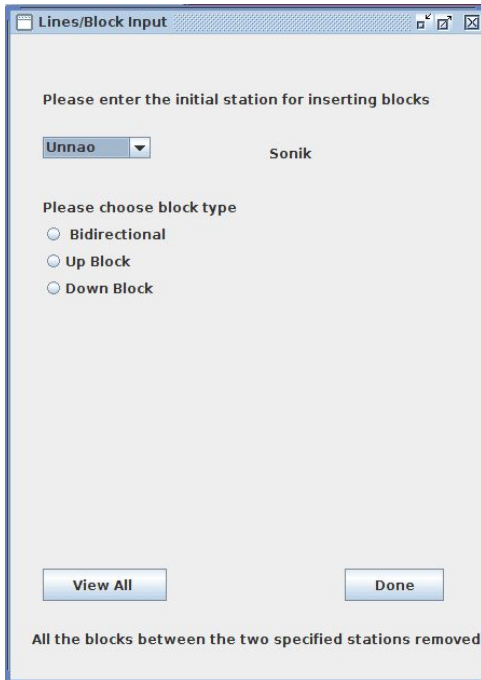 Lines/Block Input
Please enter the initial station for inserting blocks
Unnao
Sonik
Please choose block type
Bidirectional
Up Block
Down Block
View All
Done
All the blocks between the two specified stations removed